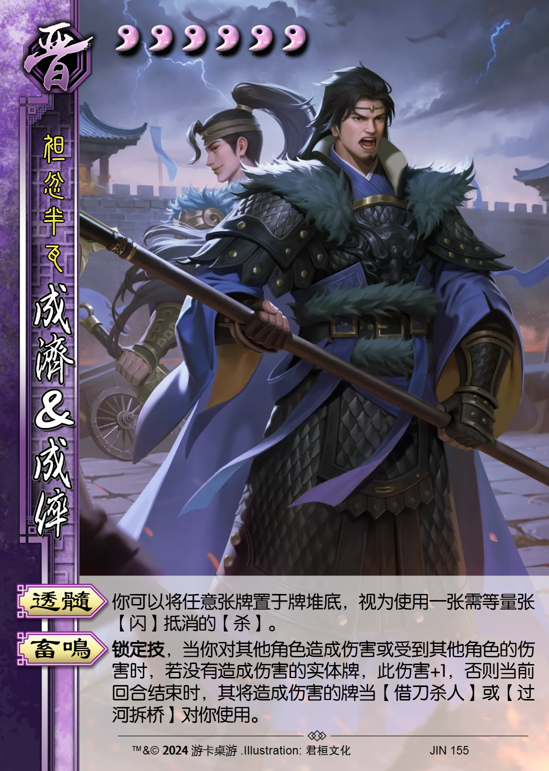 晋
袒忿半瓦
成濟&成倅
透髓
你可以将任意张牌置于牌堆底，视为使用一张需等量张
【闪】抵消的【杀】。
畜鳴
锁定技，当你对其他角色造成伤害或受到其他角色的伤
害时，若没有造成伤害的实体牌，此伤害+1，否则当前
回合结束时，其将造成伤害的牌当【借刀杀人】或【过
河拆桥】对你使用。
™&© 2024 游卡桌游 .Illustration: 君桓文化
JIN 155